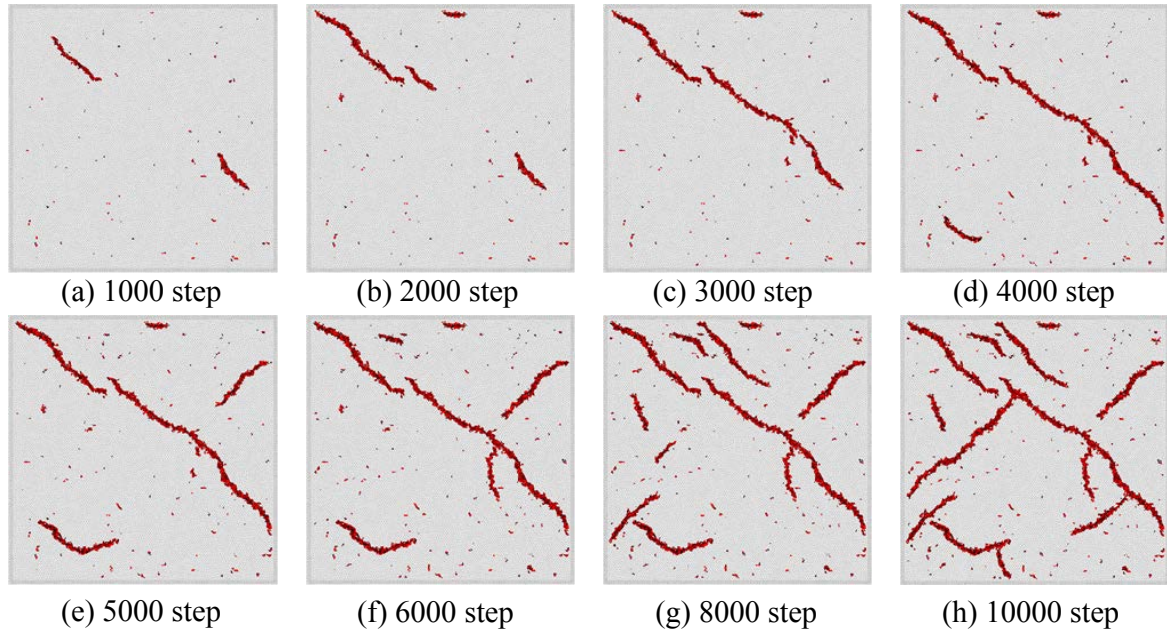 (a) 1000 step
(b) 2000 step
(c) 3000 step
(d) 4000 step
(e) 5000 step
(f) 6000 step
(g) 8000 step
(h) 10000 step